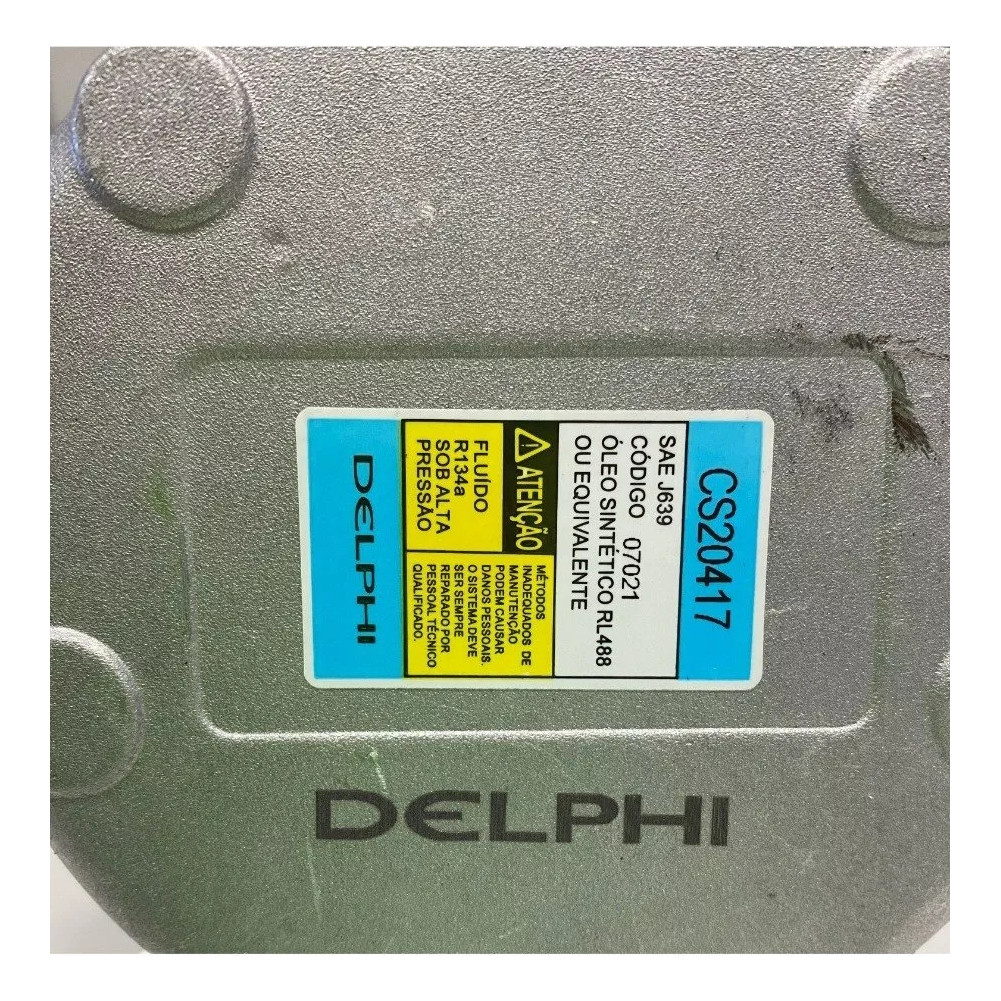 CS20417
SAE J639
CÓDIGO 07021
ÓLEO SINTÉTICO RL488
OU EQUIVALENTE
ATENÇÃO
FLUÍDO
R134a
SOB ALTA
PRESSÃO
MÉTODOS
INADEQUADOS DE
MANUTENÇÃO
PODEM CAUSAR
DANOS PESSOAIS.
O SISTEMA DEVE
SER SEMPRE
REPARADO POR
PESSOAL TÉCNICO
QUALIFICADO.
DELPHI
DELPHI